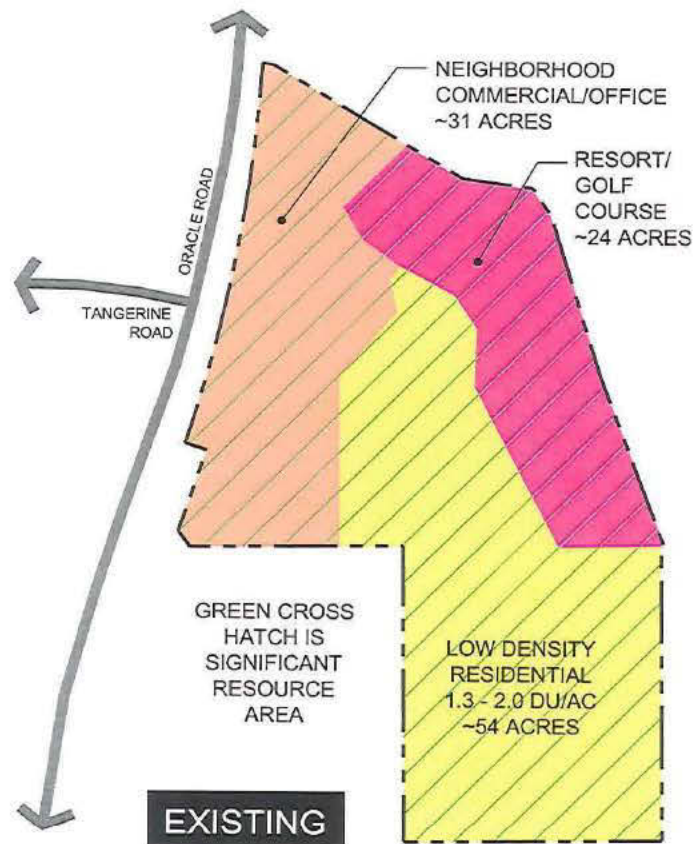 NEIGHBORHOOD
COMMERCIAL/OFFICE
~31 ACRES
RESORT/
GOLF
COURSE
~24 ACRES
ORACLE ROAD
TANGERINE
ROAD
GREEN CROSS
HATCH IS
SIGNIFICANT
RESOURCE
AREA
LOW DENSITY
RESIDENTIAL
1.3 - 2.0 DU/AC
~54 ACRES
EXISTING